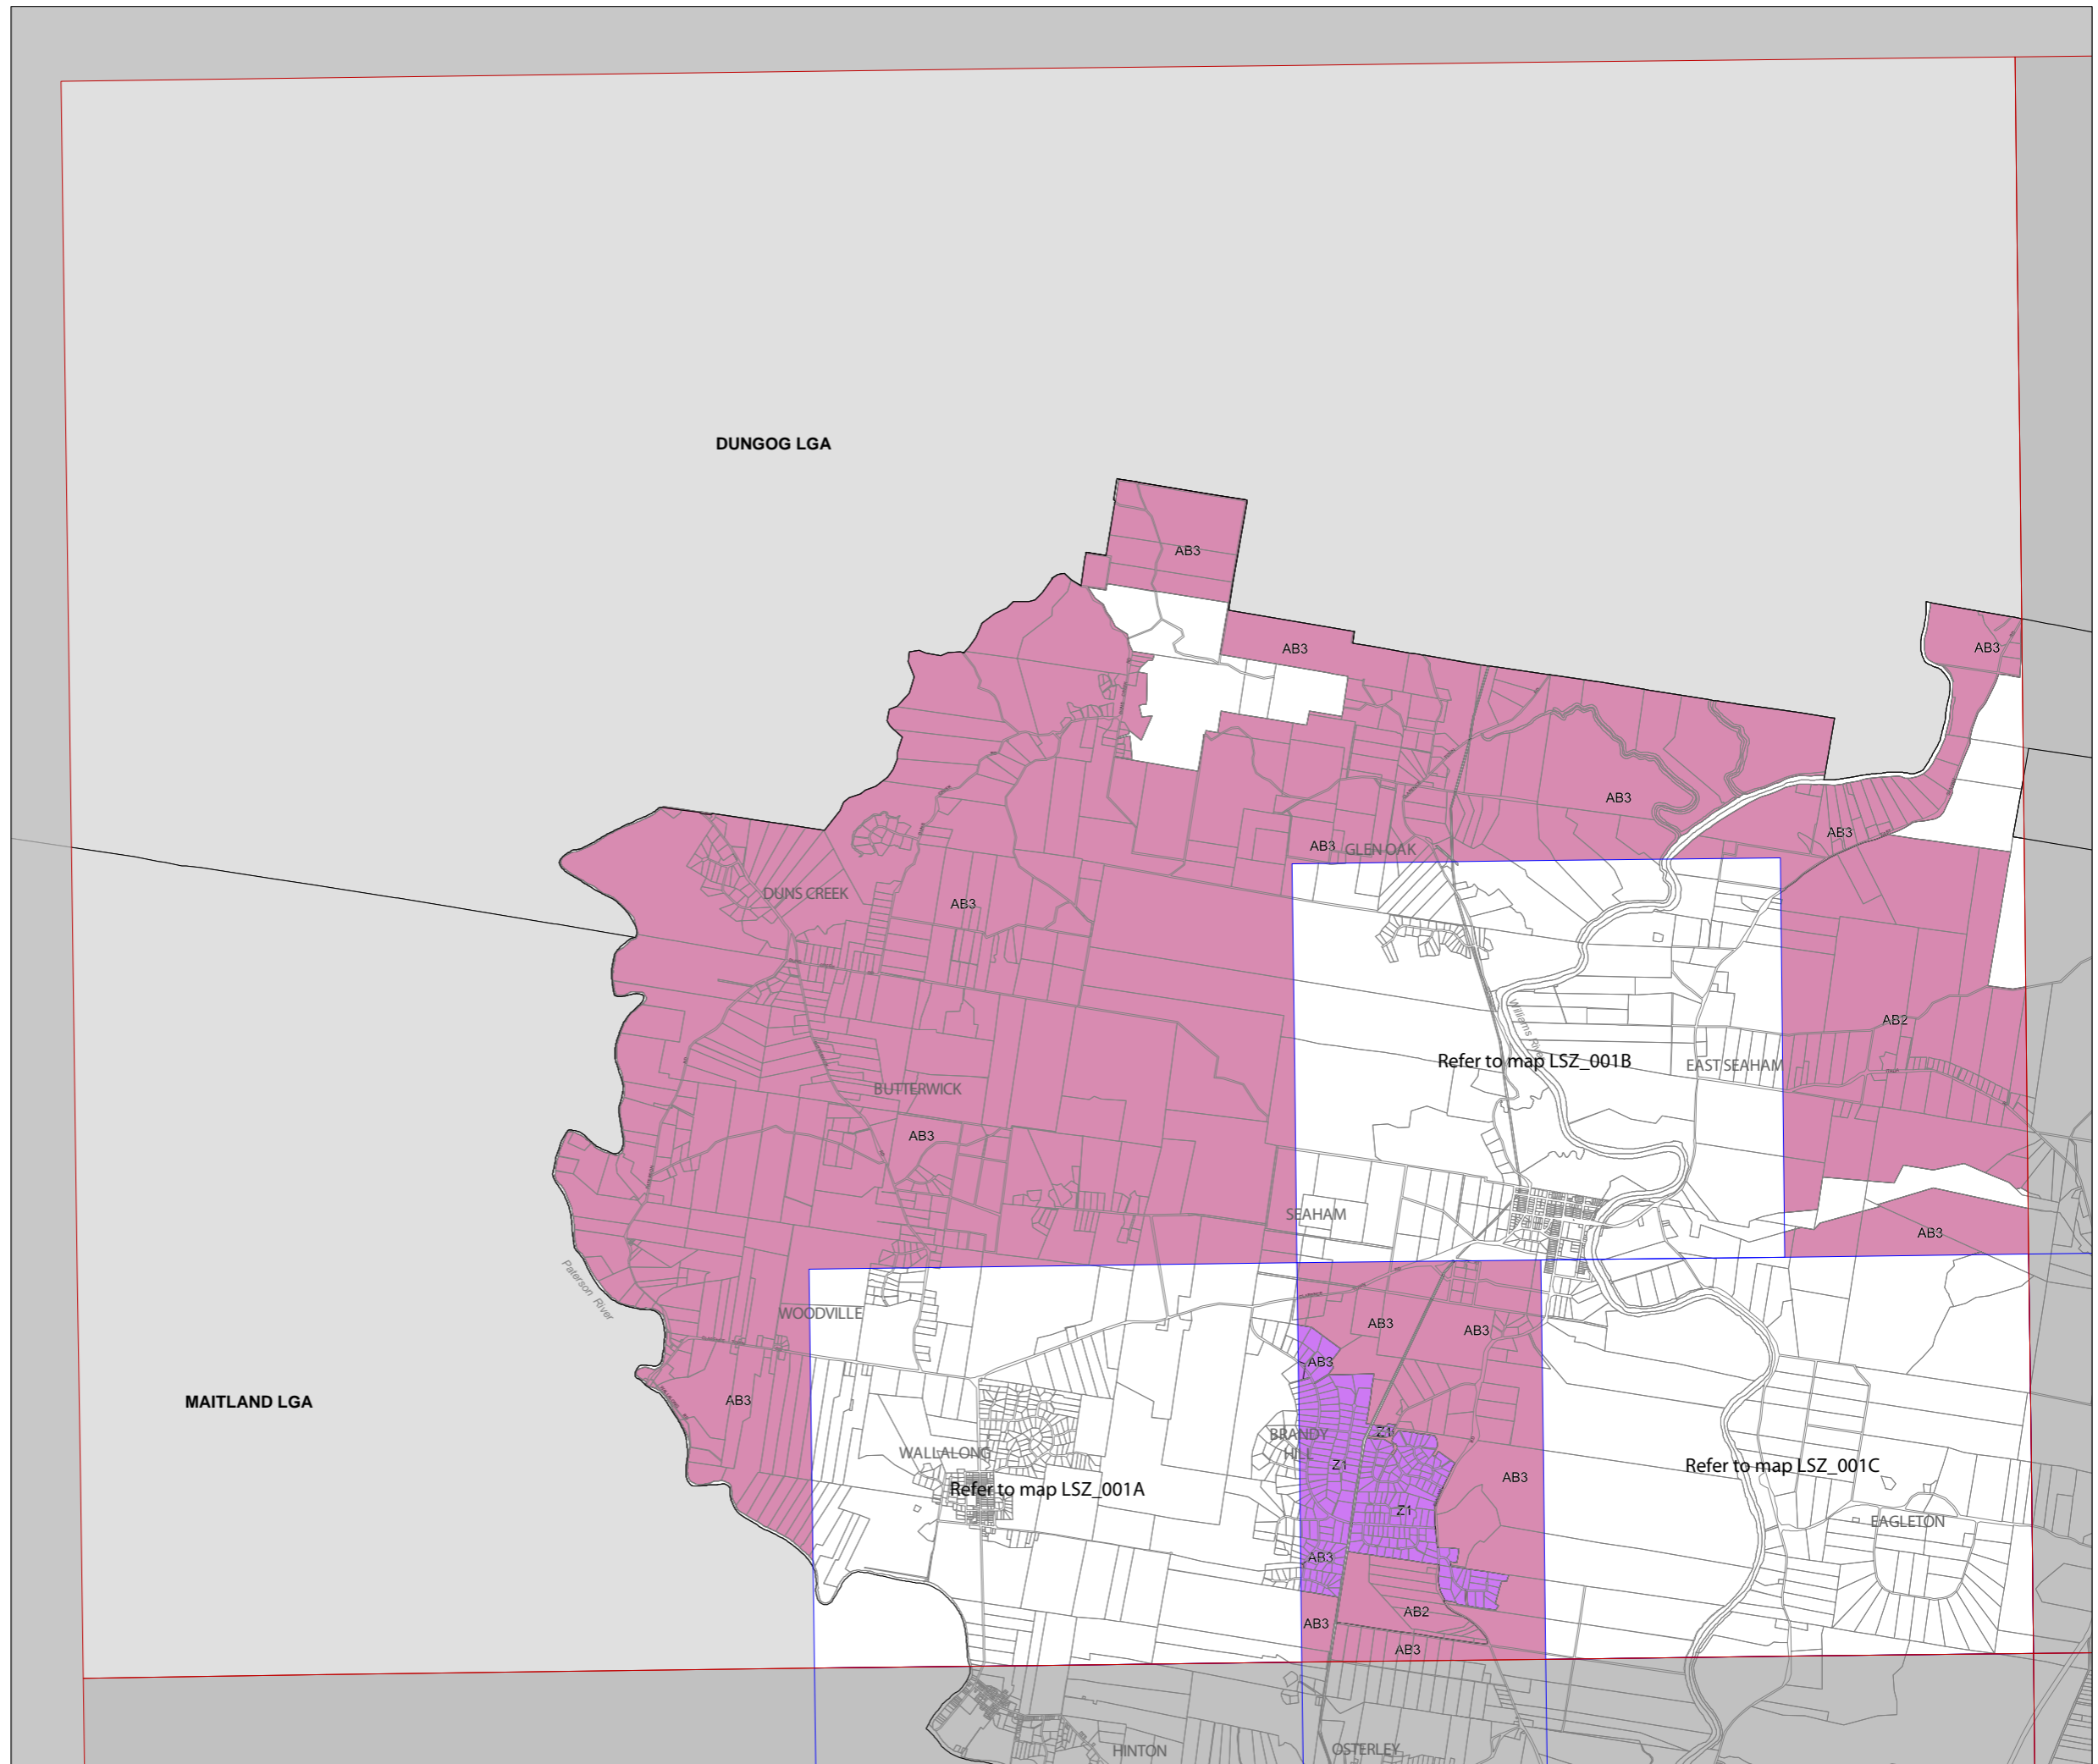 DUNGOG LGA
AB3
AB3
AB3
AB3
AB3
AB3
GLEN OAK
DUNS CREEK
AB3
AB2
Williams River
Refer to map LSZ_001B
EAST SEAHAM
BUTTERWICK
AB3
SEAHAM
AB3
Paterson River
WOODVILLE
AB3
AB3
AB3
MAITLAND LGA
AB3
BRANDY
HILL
Z1
WALLALONG
Z1
Refer to map LSZ_001C
AB3
Refer to map LSZ_001A
Z1
EAGLETON
AB3
AB3
AB2
AB3
HINTON
OSTERLEY